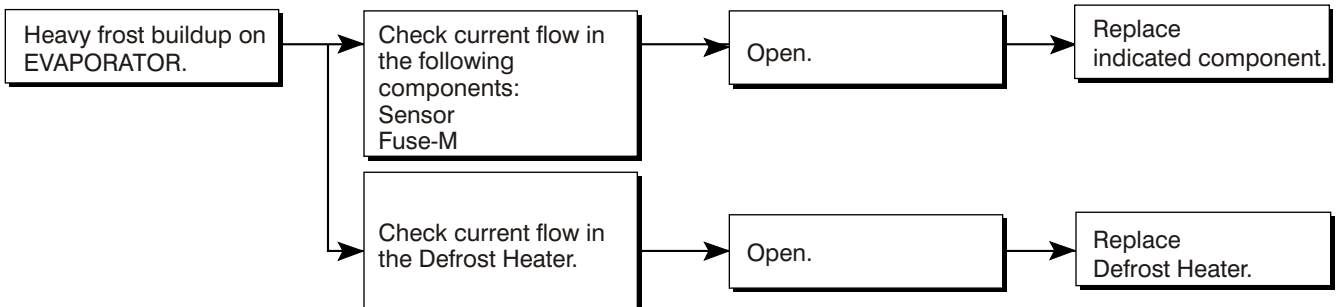 Heavy frost buildup on
EVAPORATOR.
Check current flow in
the following
components:
Sensor
Fuse-M
Open.
Replace
indicated component.
Check current flow in
the Defrost Heater.
Open.
Replace
Defrost Heater.